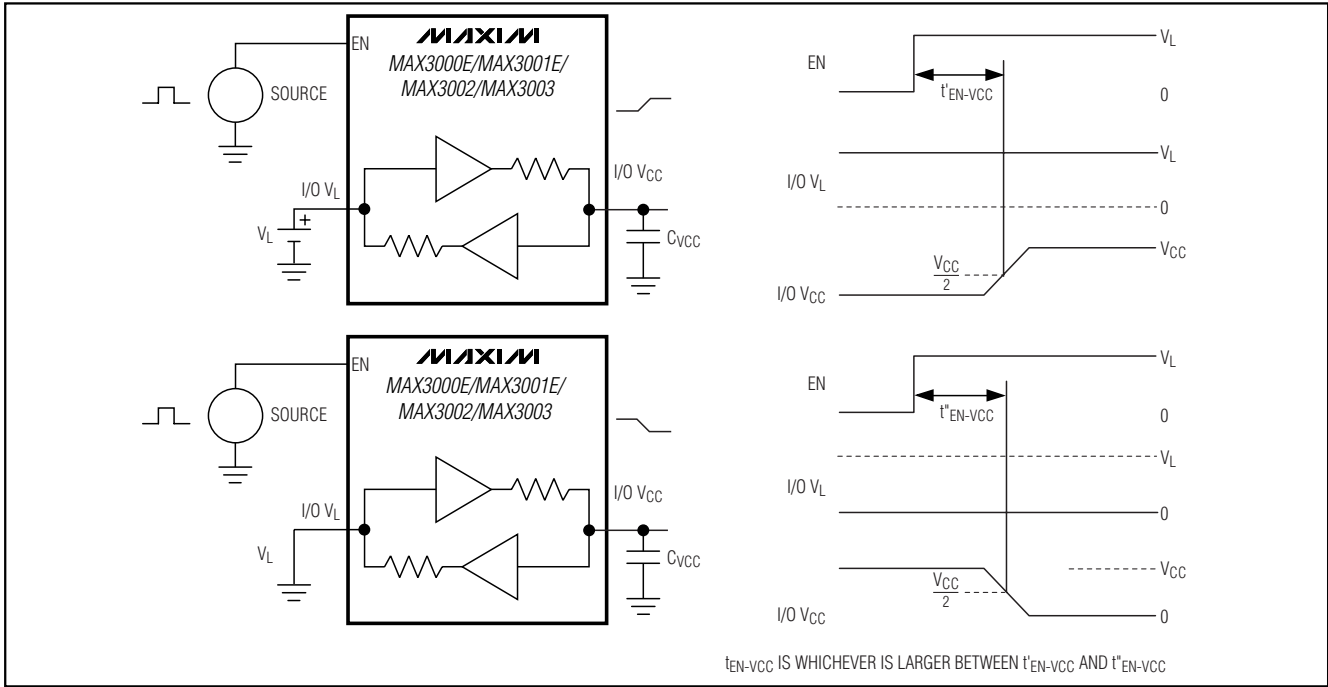 MAXIM
MAX3000E/MAX3001E/
MAX3002/MAX3003
EN
SOURCE
I/O VL
VL
+
I/O VCC
CVCC
EN
VL
t'EN-VCC
0
VL
I/O VL
0
VCC
VCC
2
I/O VCC
MAXIM
MAX3000E/MAX3001E/
MAX3002/MAX3003
EN
SOURCE
I/O VL
VL
I/O VCC
CVCC
VL
EN
t"EN-VCC
0
VL
I/O VL
0
VCC
VCC
2
I/O VCC
0
tEN-VCC IS WHICHEVER IS LARGER BETWEEN t'EN-VCC AND t"EN-VCC